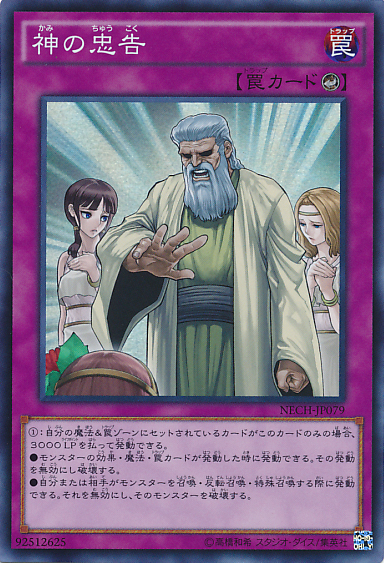 神の忠告
罠
【罠カード】
NECH-JP079
①:自分の魔法&罠ゾーンにセットされているカードがこのカードのみの場合、
3000LPを払って発動できる。
●モンスターの効果・魔法・罠カードが発動した時に発動できる。その発動
を無効にし破壊する。
●自分または相手がモンスターを召喚・反転召喚・特殊召喚する際に発動
できる。それを無効にし、そのモンスターを破壊する。
92512625
©高橋和希 スタジオ・ダイス/集英社